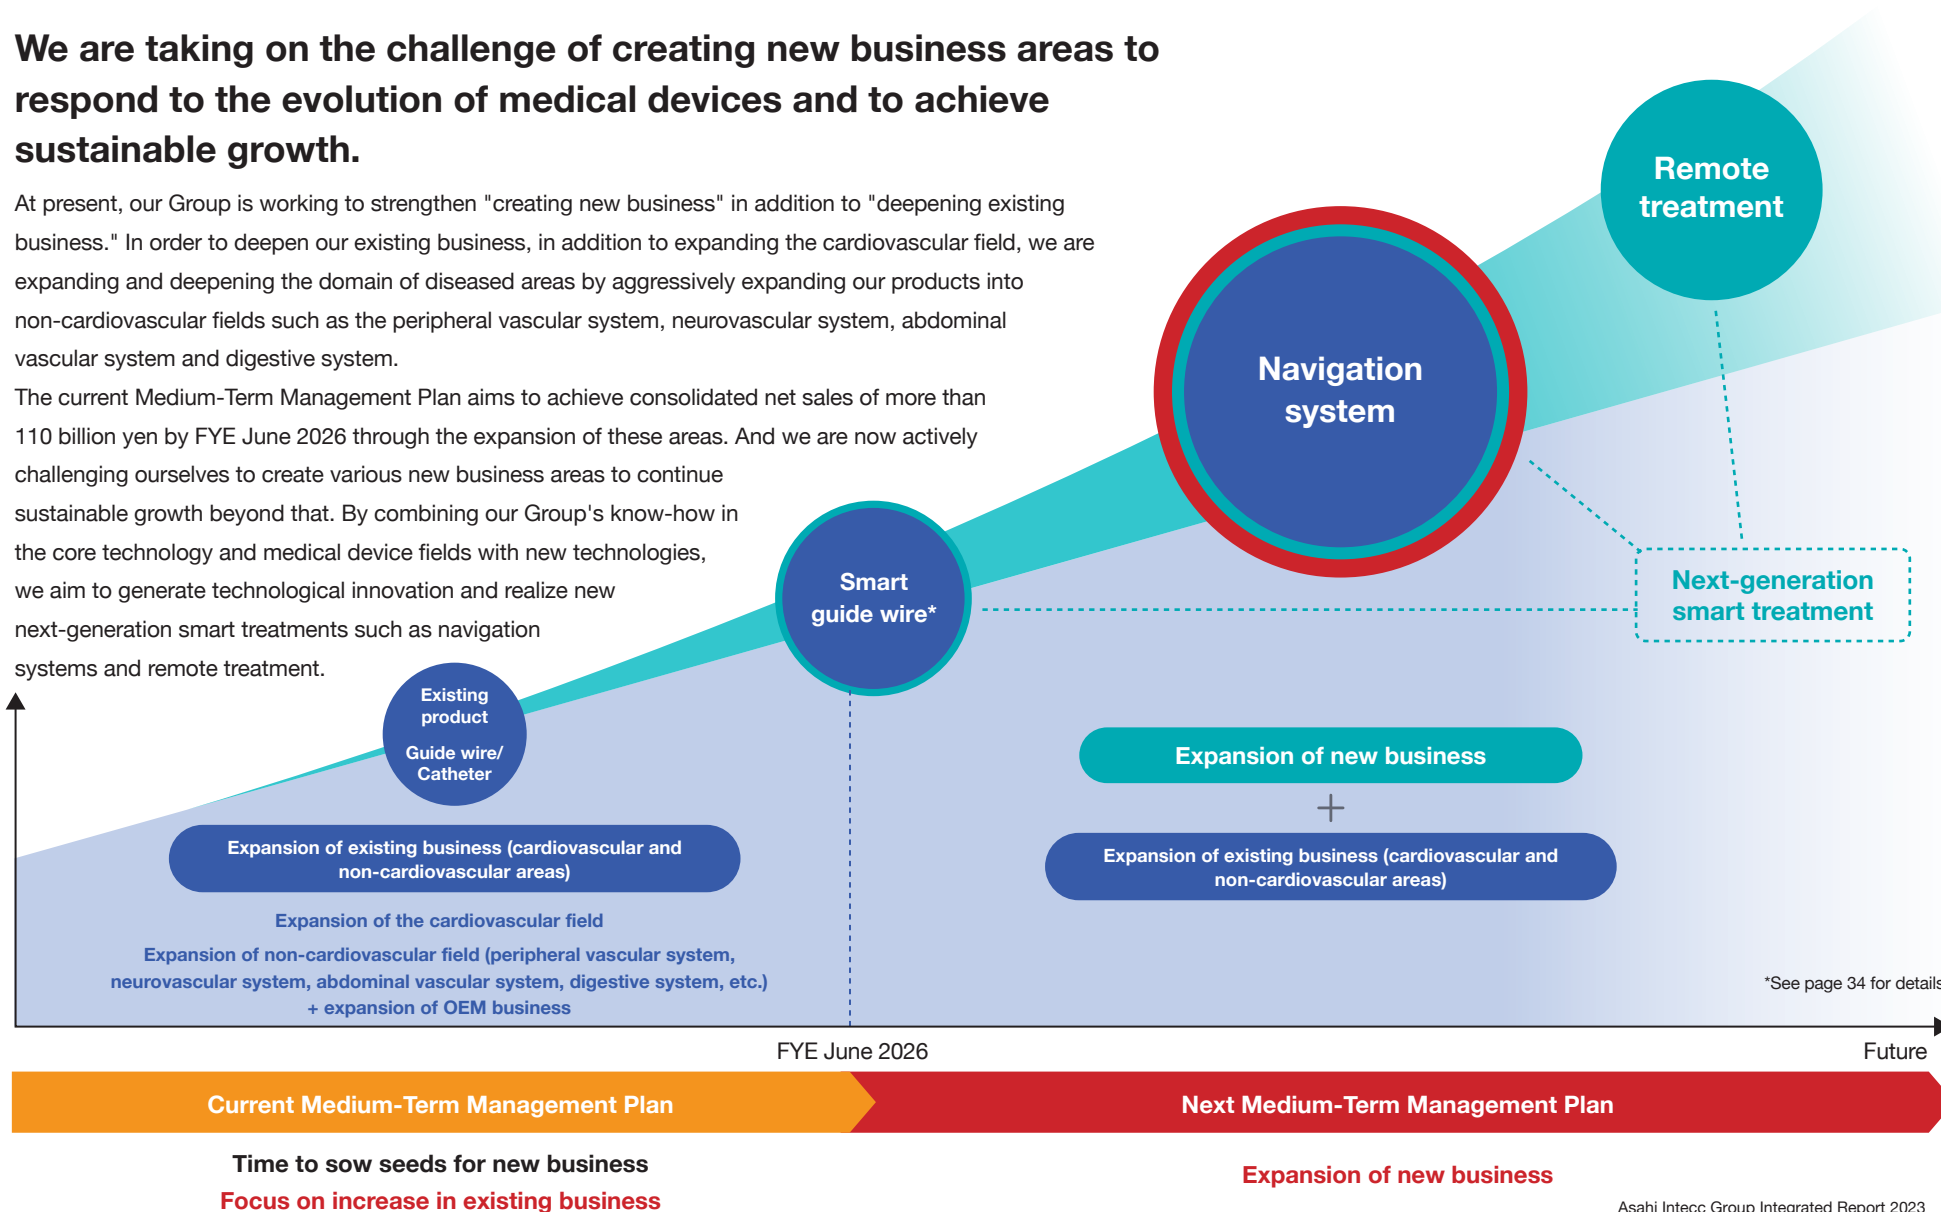 We are taking on the challenge of creating new business areas to
respond to the evolution of medical devices and to achieve
sustainable growth.
At present, our Group is working to strengthen "creating new business" in addition to "deepening existing
business." In order to deepen our existing business, in addition to expanding the cardiovascular field, we are
expanding and deepening the domain of diseased areas by aggressively expanding our products into
non-cardiovascular fields such as the peripheral vascular system, neurovascular system, abdominal
vascular system and digestive system.
The current Medium-Term Management Plan aims to achieve consolidated net sales of more than
110 billion yen by FYE June 2026 through the expansion of these areas. And we are now actively
challenging ourselves to create various new business areas to continue
sustainable growth beyond that. By combining our Group's know-how in
the core technology and medical device fields with new technologies,
we aim to generate technological innovation and realize new
next-generation smart treatments such as navigation
systems and remote treatment.
Remote
treatment
Navigation
system
Smart
guide wire*
Next-generation
smart treatment
Existing
product
Guide wire/
Catheter
Expansion of new business
+
Expansion of existing business (cardiovascular and
non-cardiovascular areas)
Expansion of existing business (cardiovascular and
non-cardiovascular areas)
Expansion of the cardiovascular field
Expansion of non-cardiovascular field (peripheral vascular system,
neurovascular system, abdominal vascular system, digestive system, etc.)
+ expansion of OEM business
*See page 34 for details
FYE June 2026
Future
Current Medium-Term Management Plan
Next Medium-Term Management Plan
Time to sow seeds for new business
Focus on increase in existing business
Expansion of new business
Asahi Intecc Group Integrated Report 2023